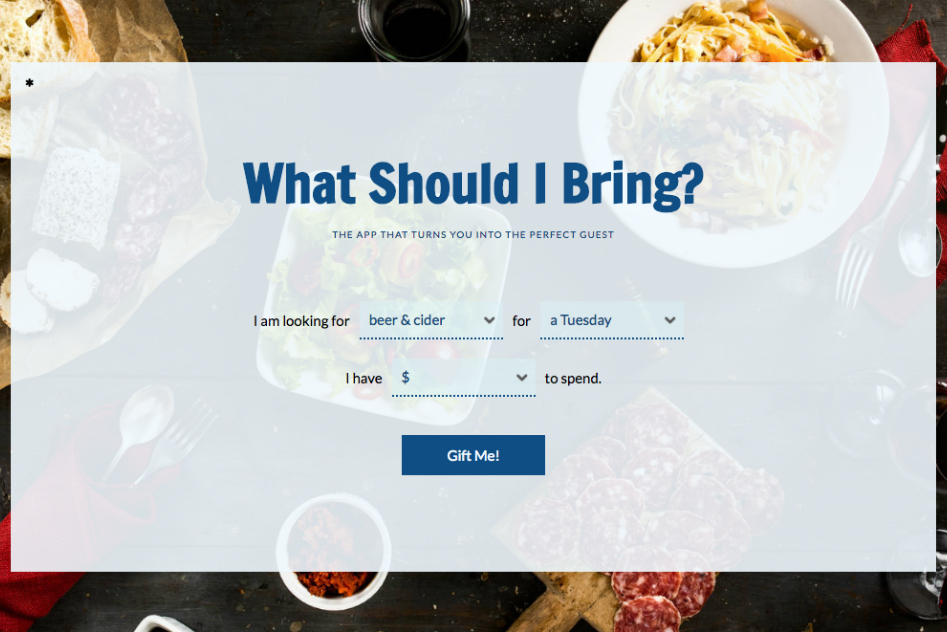 *
What Should I Bring?
THE APP THAT TURNS YOU INTO THE PERFECT GUEST
I am looking for beer & cider for a Tuesday
I have $ to spend.
Gift Me!